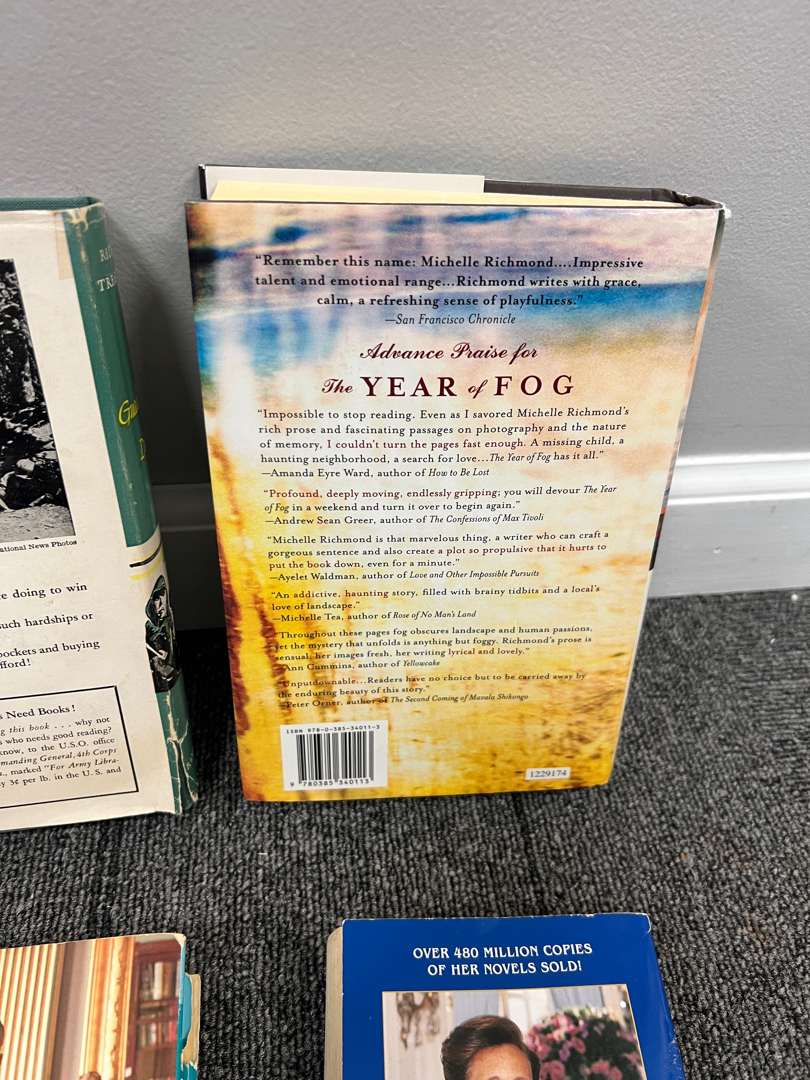 "Remember this name: Michelle Richmond....Impressive
talent and emotional range...Richmond writes with grace,
calm, a refreshing sense of playfulness."
—San Francisco Chronicle
Advance Praise for
The YEAR of FOG
"Impossible to stop reading. Even as I savored Michelle Richmond's
rich prose and fascinating passages on photography and the nature
of memory, I couldn't turn the pages fast enough. A missing child, a
haunting neighborhood, a search for love...The Year of Fog has it all."
—Amanda Eyre Ward, author of How to Be Lost
"Profound, deeply moving, endlessly gripping; you will devour The Year
of Fog in a weekend and turn it over to begin again."
—Andrew Sean Greer, author of The Confessions of Max Tivoli
"Michelle Richmond is that marvelous thing, a writer who can craft a
gorgeous sentence and also create a plot so propulsive that it hurts to
put the book down, even for a minute."
—Ayelet Waldman, author of Love and Other Impossible Pursuits
"An addictive, haunting story, filled with brainy tidbits and a local's
love of landscape."
—Michelle Tea, author of Rose of No Man's Land
"Throughout these pages fog obscures landscape and human passions,
yet the mystery that unfolds is anything but foggy. Richmond's prose is
sensual, her images fresh, her writing lyrical and lovely."
—Ann Cummins, author of Yellowcake
"Unputdownable...Readers have no choice but to be carried away by
the enduring beauty of this story."
—Peter Orner, author of The Second Coming of Mavala Shikongo
ISBN 978-0-385-34011-3
9 780385 340113
1229174
ational News Photos
e doing to win
uch hardships or
pockets and buying
fford!
s Need Books!
g this book . . . why not
who needs good reading?
know, to the U.S.O. office
manding General, 4th Corps
., marked "For Army Libra-
y 3¢ per lb. in the U.S. and
OVER 480 MILLION COPIES
OF HER NOVELS SOLD!